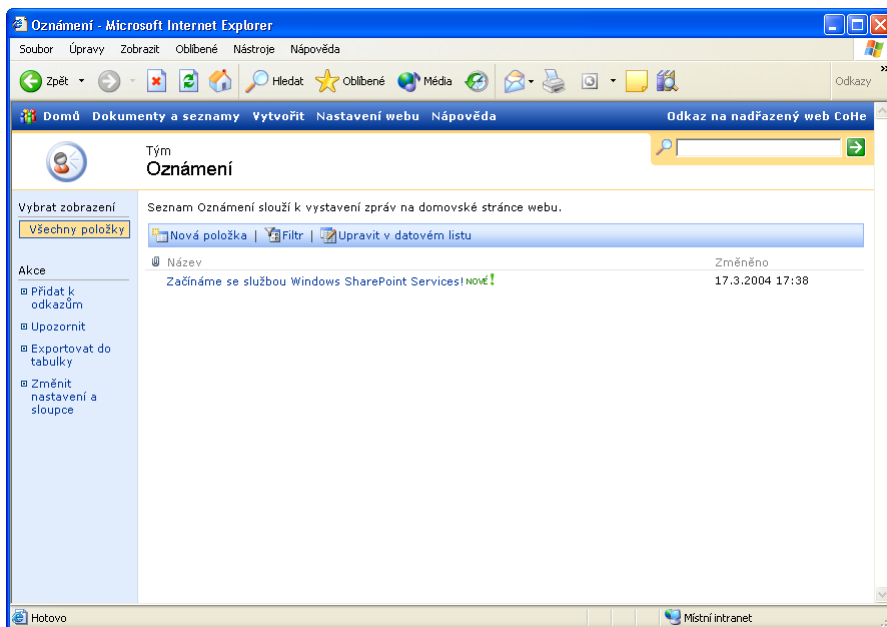 Oznámení - Microsoft Internet Explorer
Soubor Úpravy Zobrazit Oblíbené Nástroje Nápověda
Zpět Hledat Oblíbené Média Odkazy
Domů Dokumenty a seznamy Vytvořit Nastavení webu Nápověda Odkaz na nadřazený web CoHe
Tým
Oznámení
Vybrat zobrazení
Všechny položky
Akce
Přidat k
odkazům
Upozornit
Exportovat do
tabulky
Změnit
nastavení a
sloupce
Seznam Oznámení slouží k vystavení zpráv na domovské stránce webu.
Nová položka | Filtr | Upravit v datovém listu
Název Změněno
Začínáme se službou Windows SharePoint Services! NOVÉ ! 17.3.2004 17:38
Hotovo Místní intranet